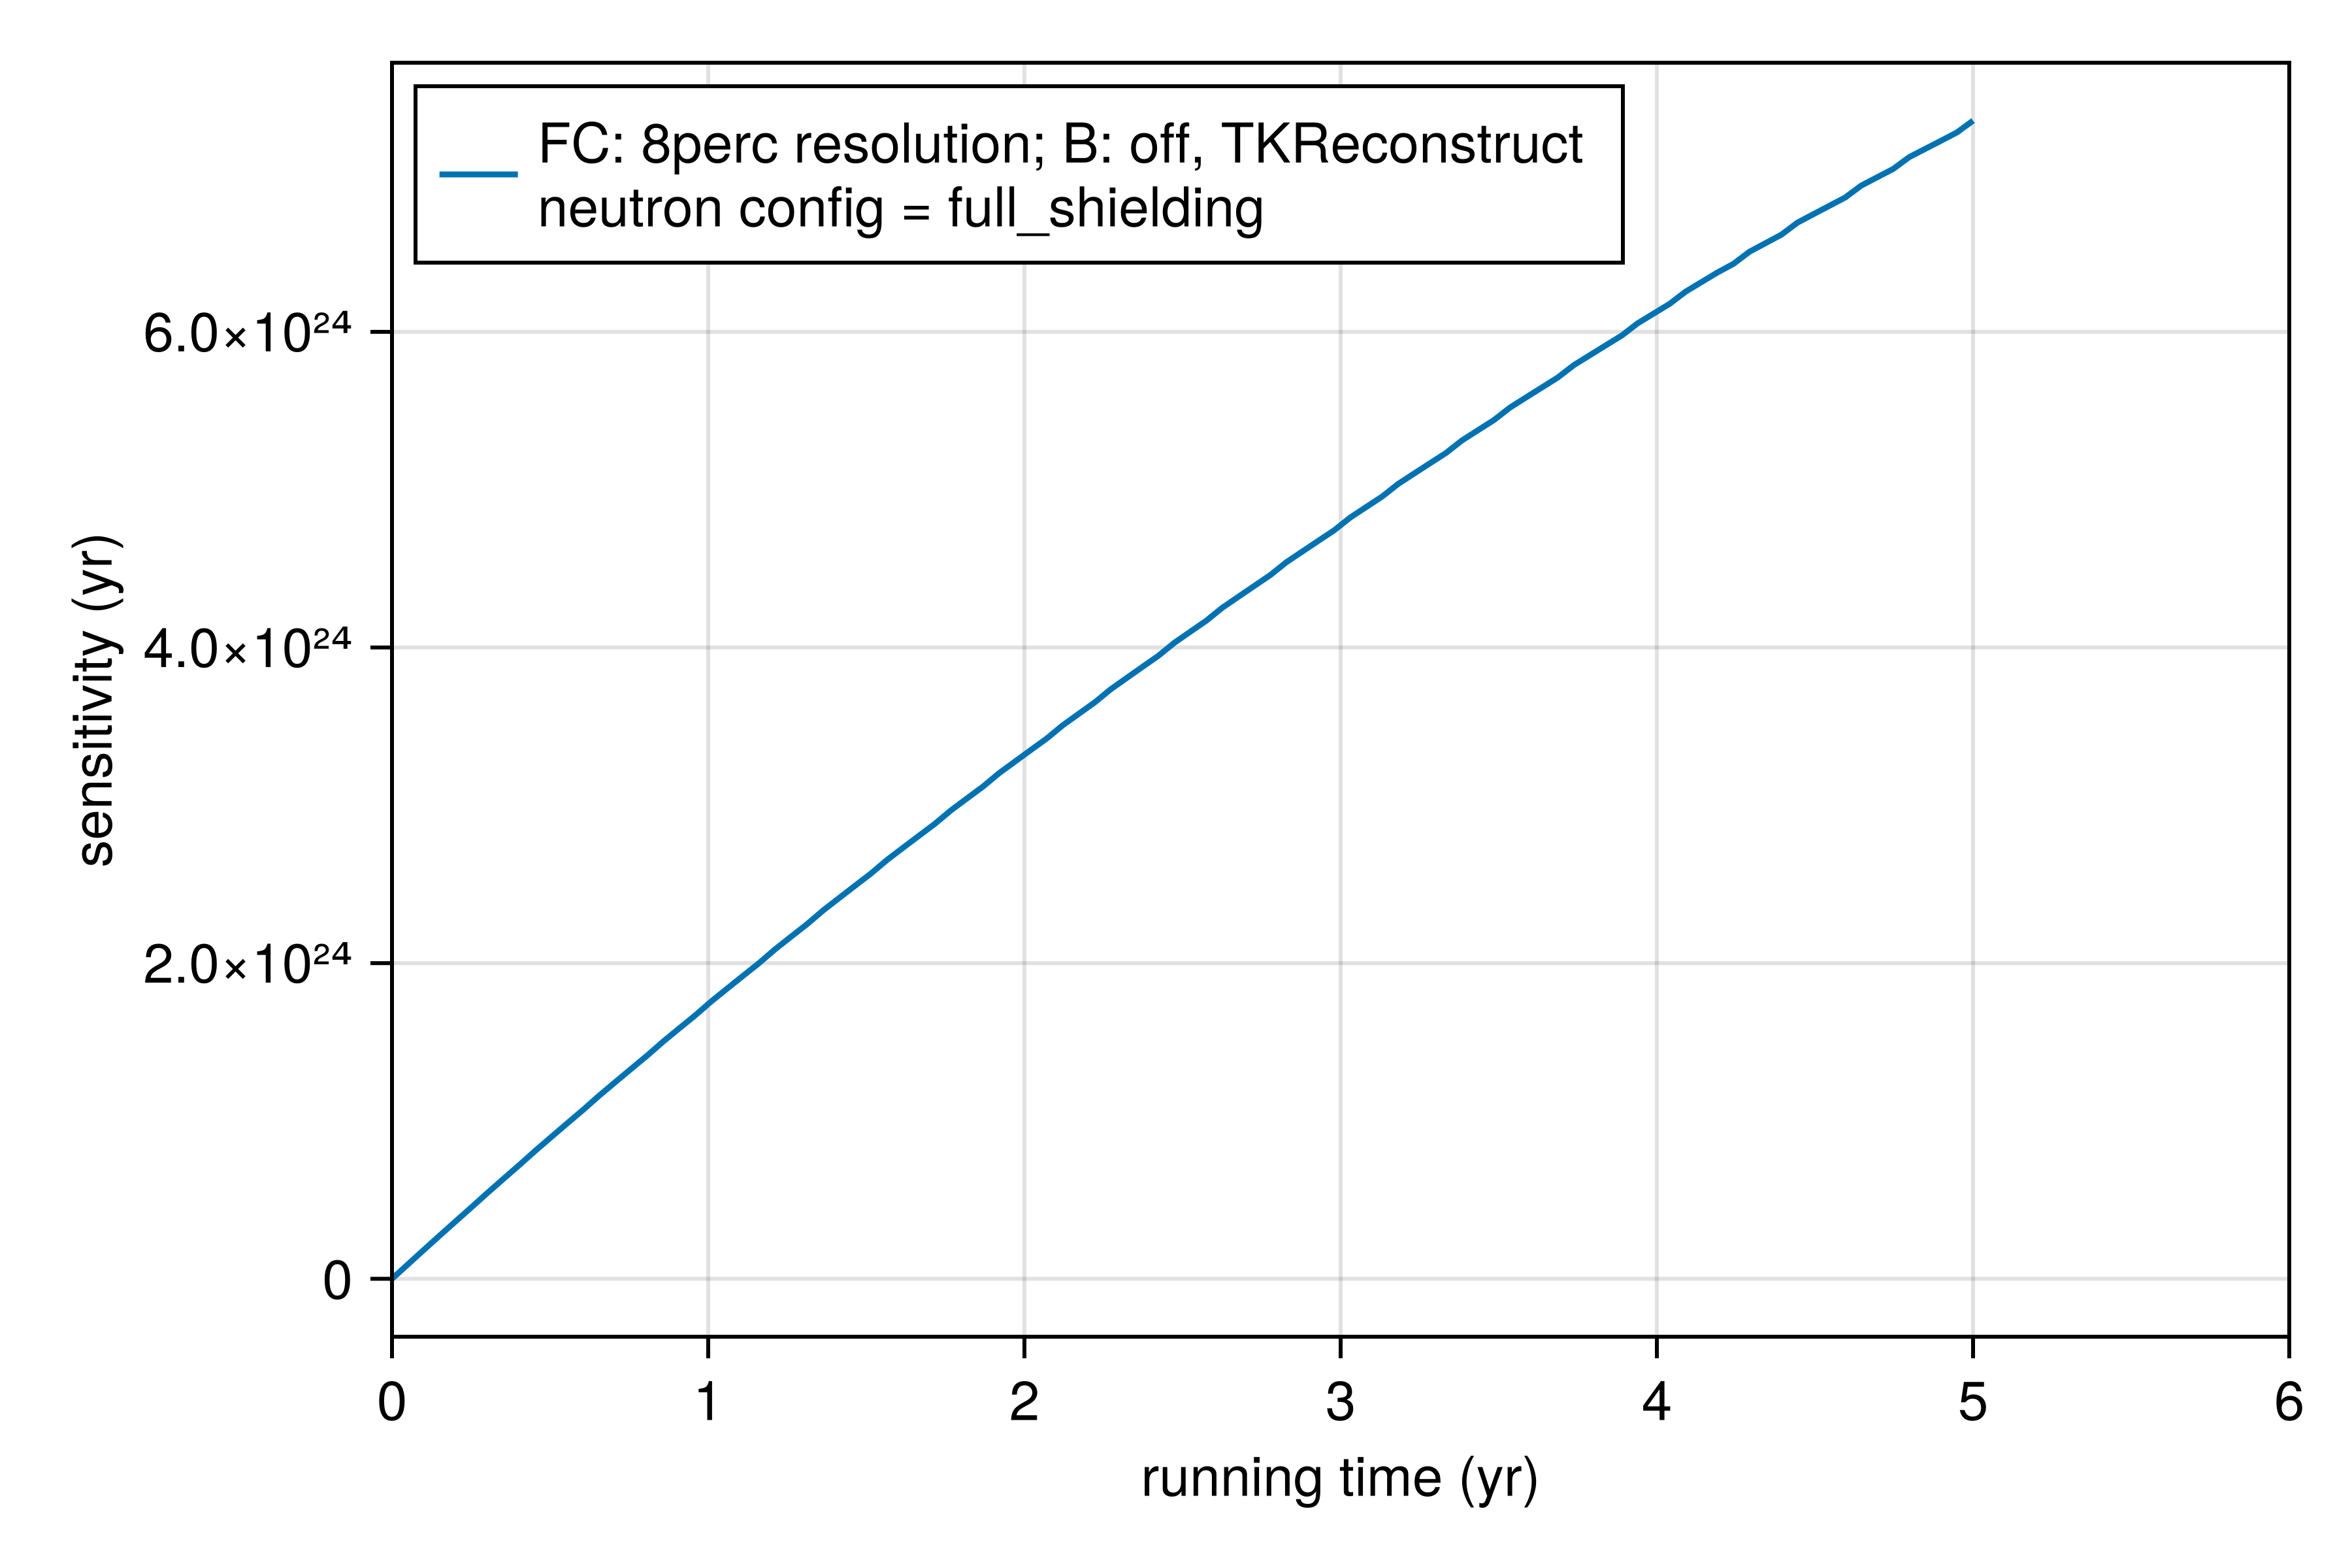 FC: 8perc resolution; B: off, TKReconstruct
neutron config = full_shielding
6.0×10²⁴
4.0×10²⁴
2.0×10²⁴
0
sensitivity (yr)
0 1 2 3 4 5 6
running time (yr)